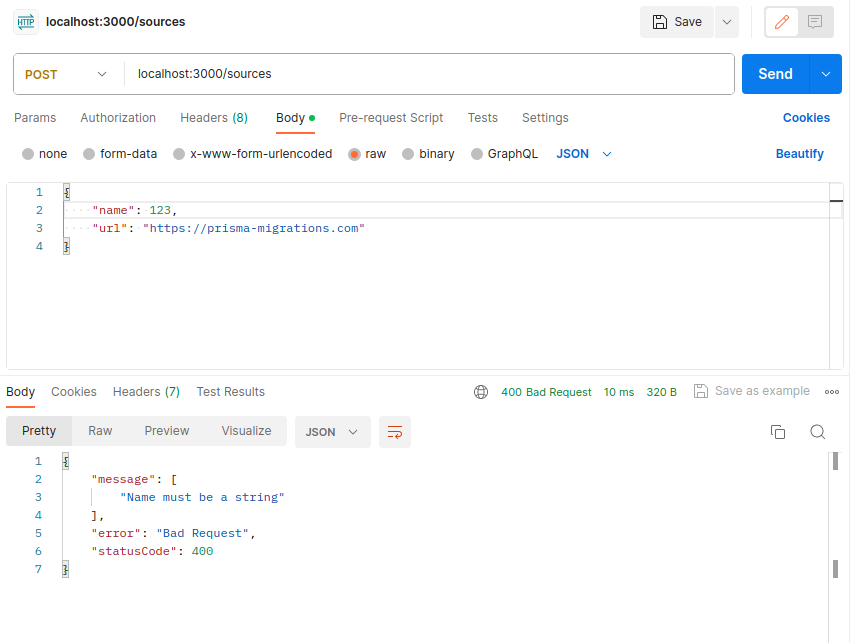 HTTP localhost:3000/sources Save
POST localhost:3000/sources Send
Params Authorization Headers (8) Body Pre-request Script Tests Settings Cookies
none form-data x-www-form-urlencoded raw binary GraphQL JSON Beautify
1 {
2 "name": 123,
3 "url": "https://prisma-migrations.com"
4 }
Body Cookies Headers (7) Test Results 400 Bad Request 10 ms 320 B Save as example
Pretty Raw Preview Visualize JSON
1 {
2 "message": [
3 "Name must be a string"
4 ],
5 "error": "Bad Request",
6 "statusCode": 400
7 }